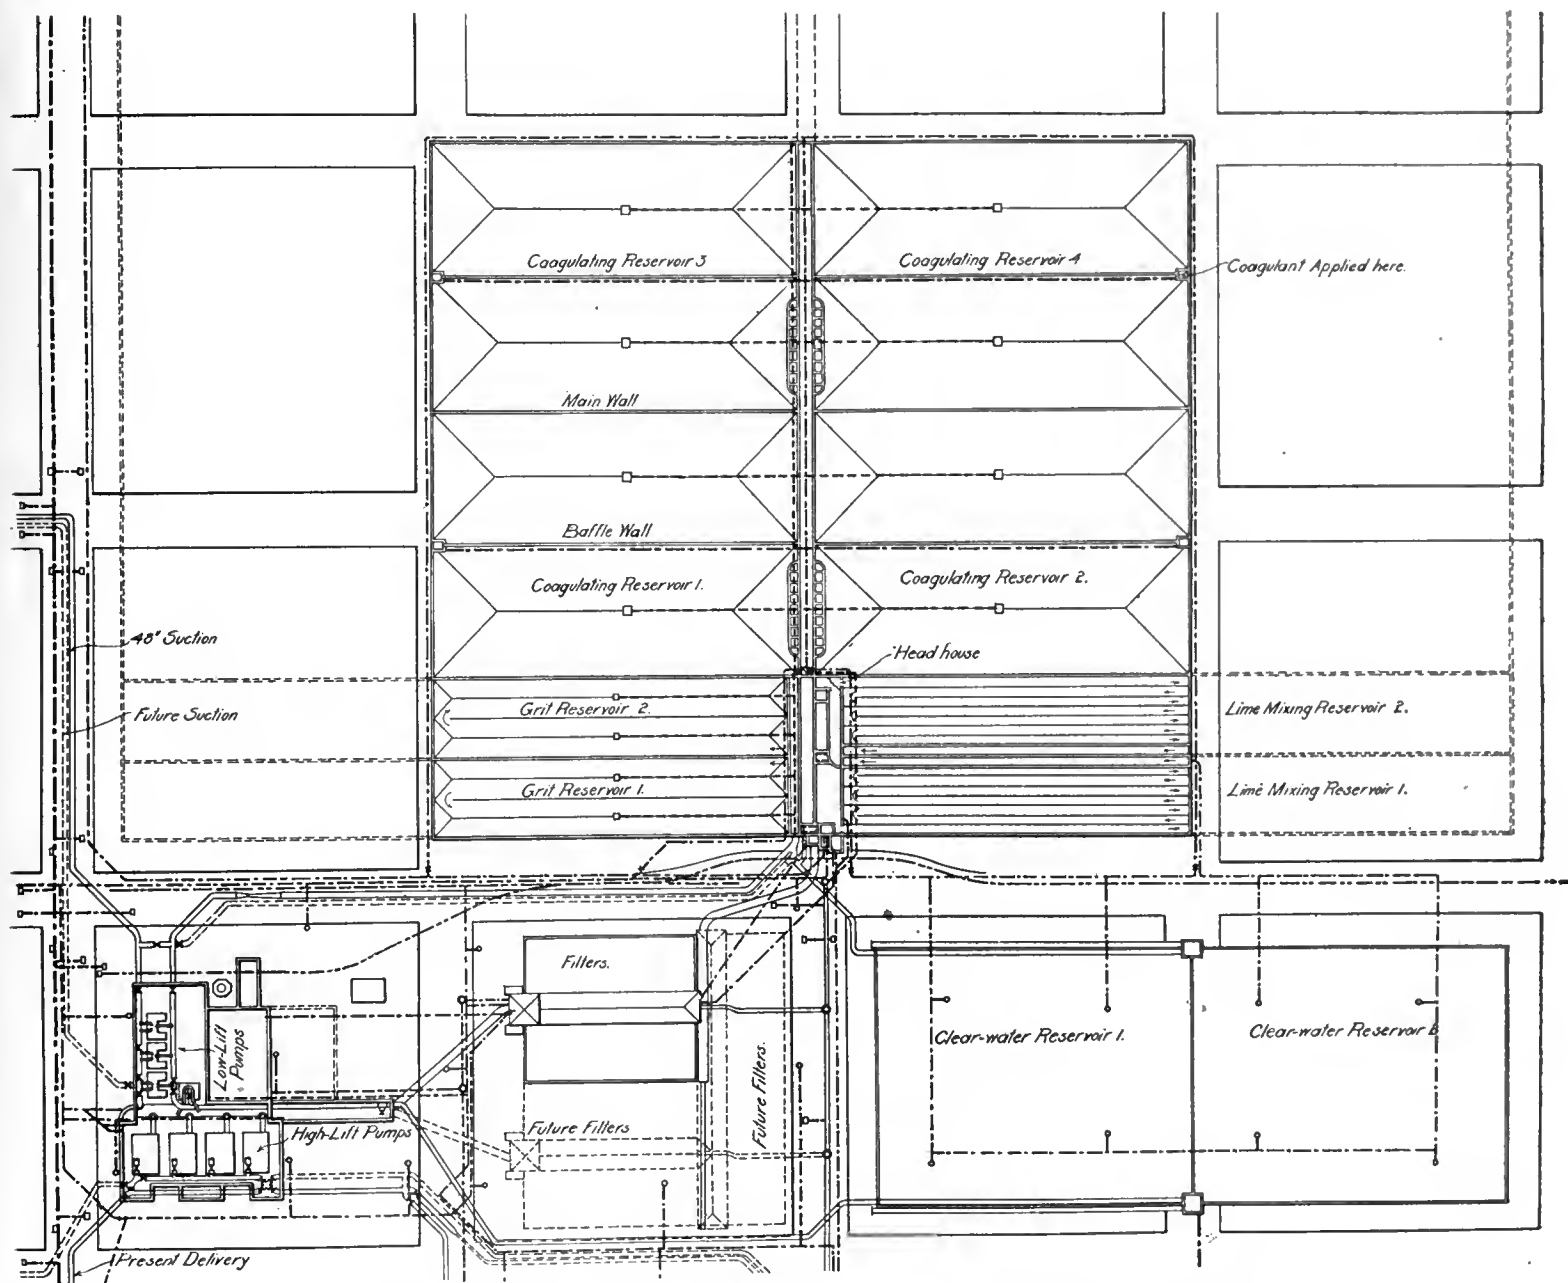 Coagulating Reservoir 3
Coagulating Reservoir 4
Coagulant Applied here.
Main Wall
Baffle Wall
Coagulating Reservoir 1.
Coagulating Reservoir 2.
48" Suction
Head house
Future Suction
Grit Reservoir 2.
Lime Mixing Reservoir 2.
Grit Reservoir 1.
Lime Mixing Reservoir 1.
Filters.
Low-Lift
Pumps
Clear-water Reservoir 1.
Clear-water Reservoir
Future Filters.
High-Lift Pumps
Future Filters
Present Delivery